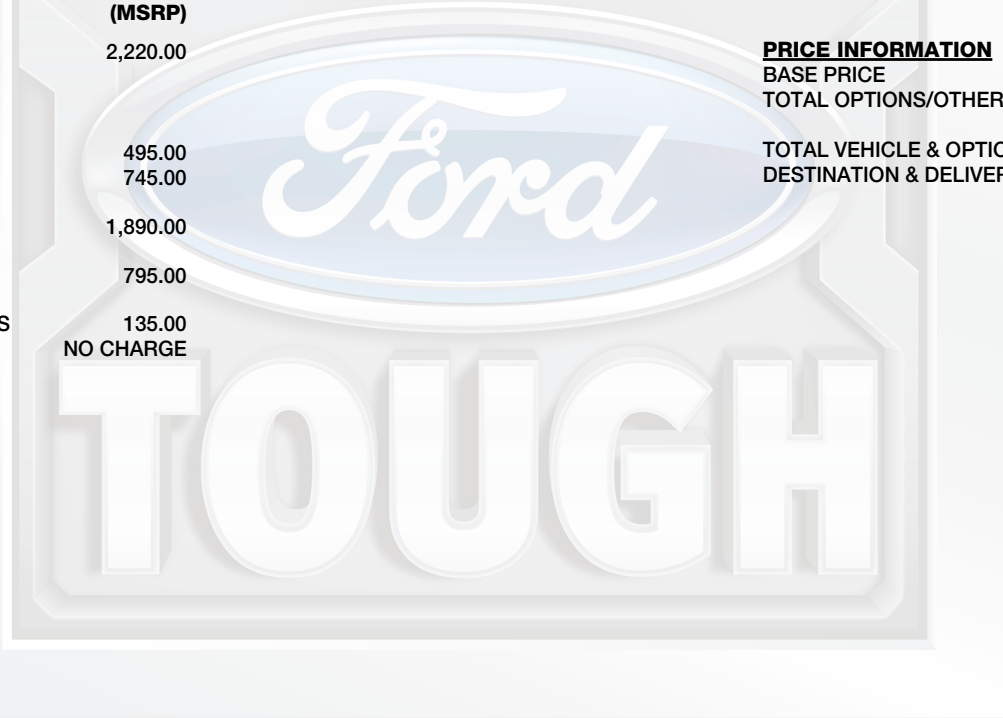 (MSRP)
2,220.00
495.00
745.00
1,890.00
795.00
S 135.00
NO CHARGE
PRICE INFORMATION
BASE PRICE
TOTAL OPTIONS/OTHER
TOTAL VEHICLE & OPTIO
DESTINATION & DELIVER
Ford
TOUGH